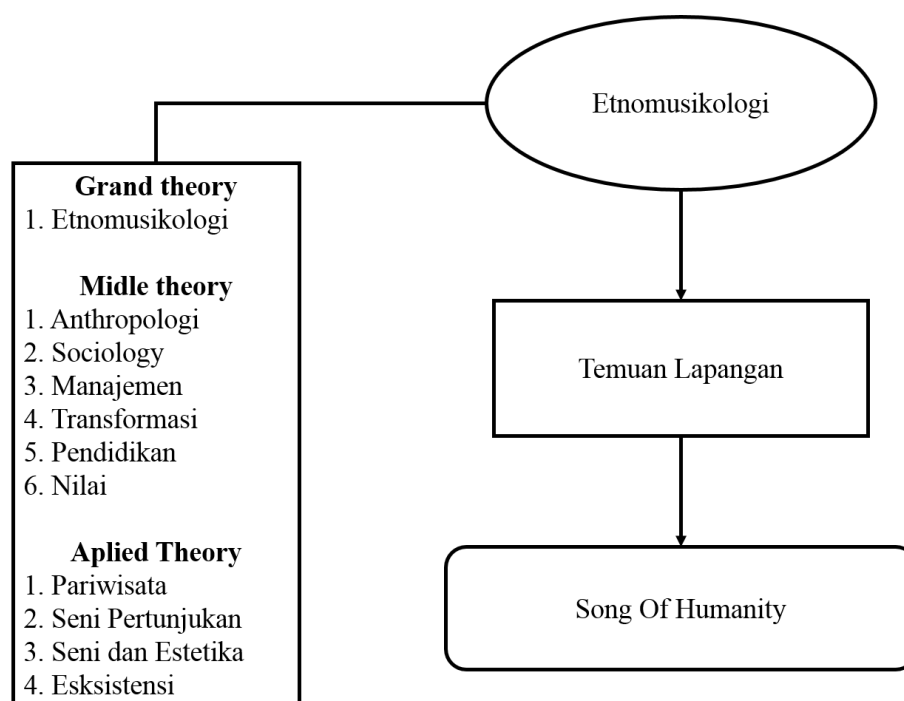 Etnomusikologi
Grand theory
1. Etnomusikologi
Midle theory
1. Anthropologi
2. Sociology
3. Manajemen
4. Transformasi
5. Pendidikan
6. Nilai
Aplied Theory
1. Pariwisata
2. Seni Pertunjukan
3. Seni dan Estetika
4. Esksistensi
Temuan Lapangan
Song Of Humanity